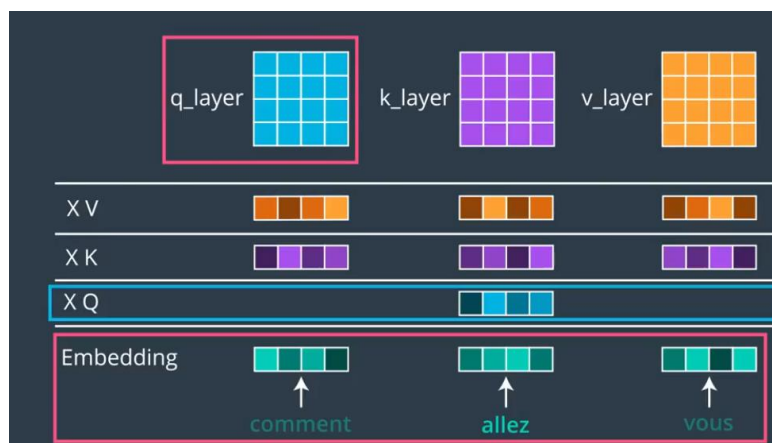 q_layer k_layer v_layer
X V
X K
X Q
Embedding
comment allez vous